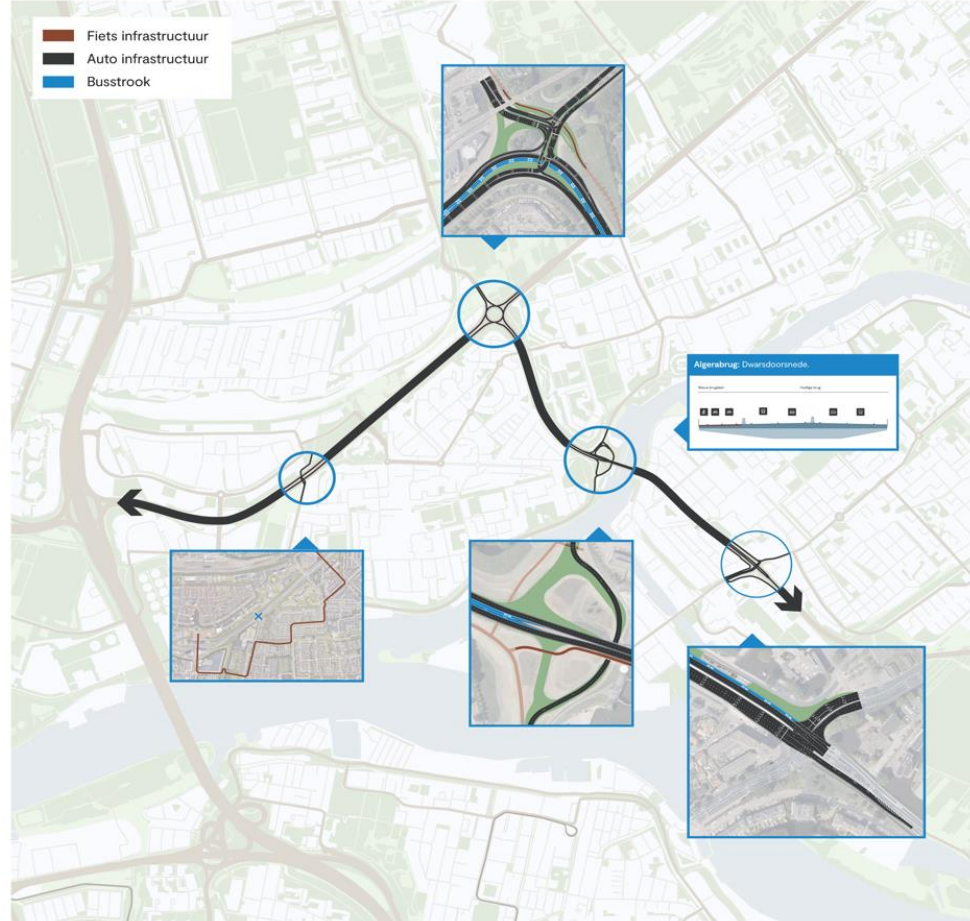 Fiets infrastructuur
Auto infrastructuur
Busstrook
Algerabrug: Dwarsdoorsnede.